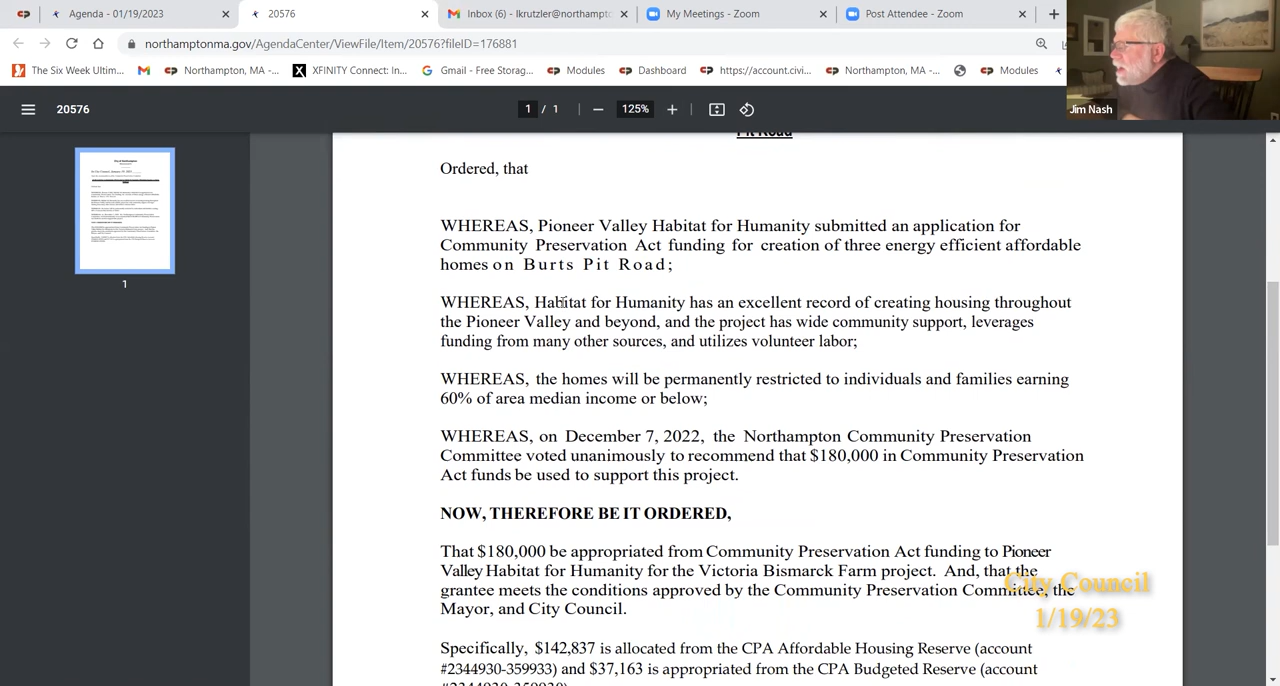 Agenda - 01/19/2023
20576
Inbox (6) - lkrutzler@northampto
My Meetings - Zoom
Post Attendee - Zoom
northamptonma.gov/AgendaCenter/ViewFile/Item/20576?fileID=176881
The Six Week Ultim...
Northampton, MA -...
XFINITY Connect: In...
Gmail - Free Storag...
Modules
Dashboard
https://account.civi...
Northampton, MA -...
Modules
Jim Nash
20576
1 / 1
125%
Pit Road
Ordered, that
WHEREAS, Pioneer Valley Habitat for Humanity submitted an application for
Community Preservation Act funding for creation of three energy efficient affordable
homes on Burts Pit Road;
WHEREAS, Habitat for Humanity has an excellent record of creating housing throughout
the Pioneer Valley and beyond, and the project has wide community support, leverages
funding from many other sources, and utilizes volunteer labor;
WHEREAS, the homes will be permanently restricted to individuals and families earning
60% of area median income or below;
WHEREAS, on December 7, 2022, the Northampton Community Preservation
Committee voted unanimously to recommend that $180,000 in Community Preservation
Act funds be used to support this project.
NOW, THEREFORE BE IT ORDERED,
That $180,000 be appropriated from Community Preservation Act funding to Pioneer
Valley Habitat for Humanity for the Victoria Bismarck Farm project. And, that the
grantee meets the conditions approved by the Community Preservation Committee, the
Mayor, and City Council.
Specifically, $142,837 is allocated from the CPA Affordable Housing Reserve (account
#2344930-359933) and $37,163 is appropriated from the CPA Budgeted Reserve (account
#2344930-359930)
1
City Council
1/19/23